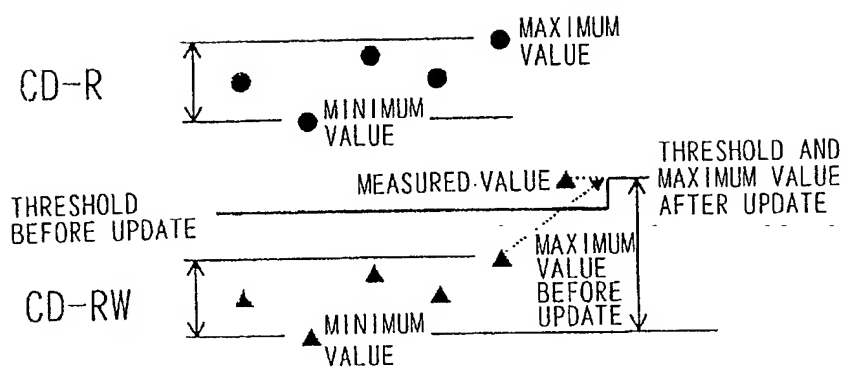 MAXIMUM
VALUE
CD-R
MINIMUM
VALUE
THRESHOLD AND
MAXIMUM VALUE
AFTER UPDATE
MEASURED VALUE
THRESHOLD
BEFORE UPDATE
MAXIMUM
VALUE
BEFORE
UPDATE
CD-RW
MINIMUM
VALUE